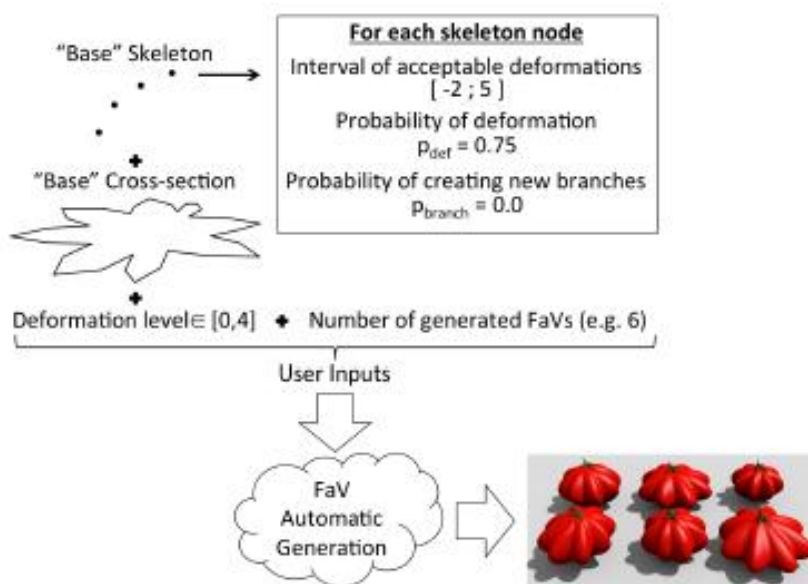 "Base" Skeleton
For each skeleton node
Interval of acceptable deformations
[ -2 ; 5 ]
Probability of deformation
p_def = 0.75
Probability of creating new branches
p_branch = 0.0
"Base" Cross-section
Deformation level∈ [0,4] + Number of generated FaVs (e.g. 6)
User Inputs
FaV
Automatic
Generation